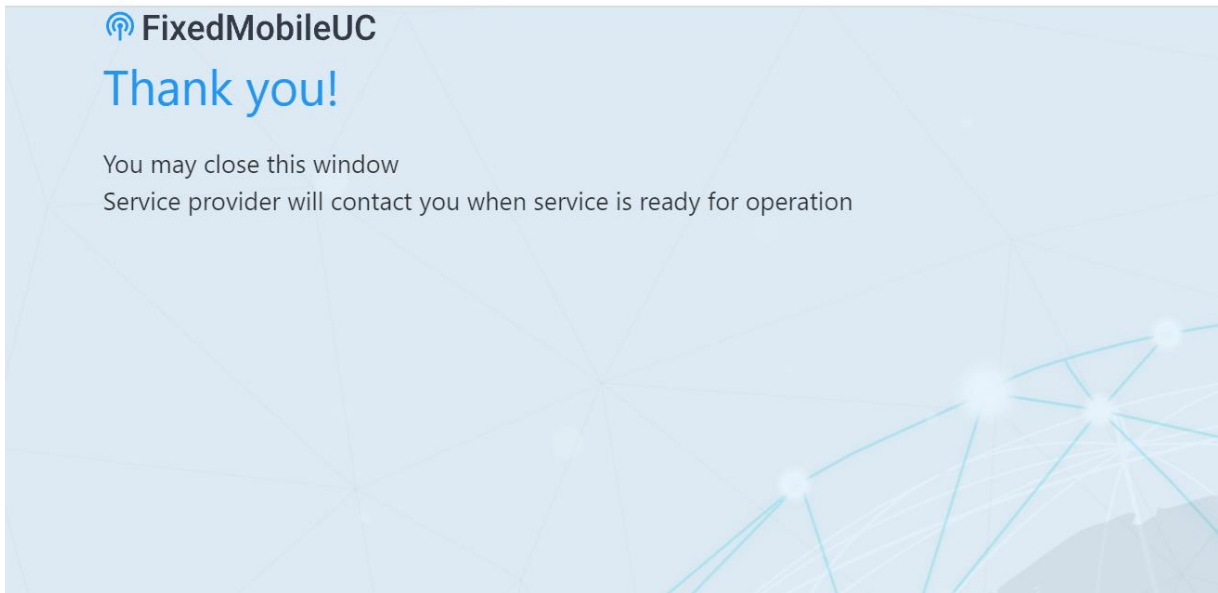 FixedMobileUC
Thank you!
You may close this window
Service provider will contact you when service is ready for operation